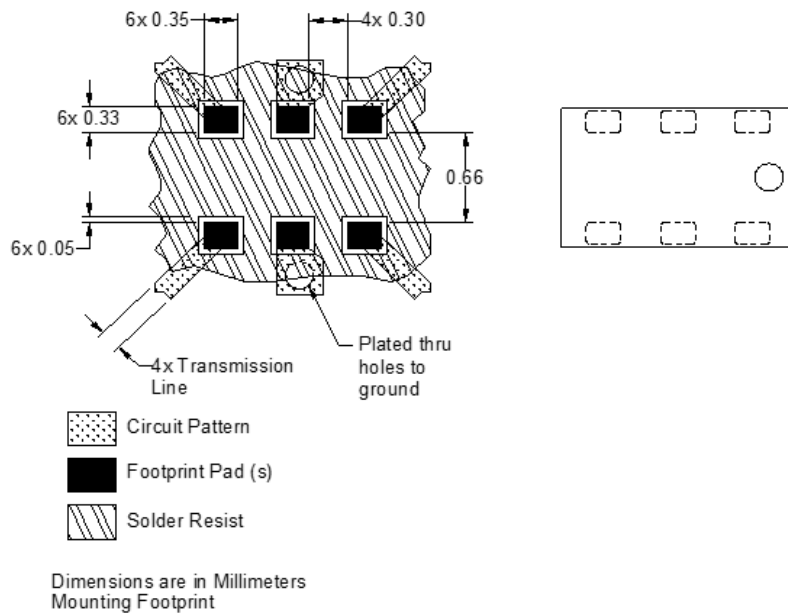 6x 0.35
4x 0.30
6x 0.33
0.66
6x 0.05
Plated thru
holes to
ground
4x Transmission
Line
Circuit Pattern
Footprint Pad (s)
Solder Resist
Dimensions are in Millimeters
Mounting Footprint